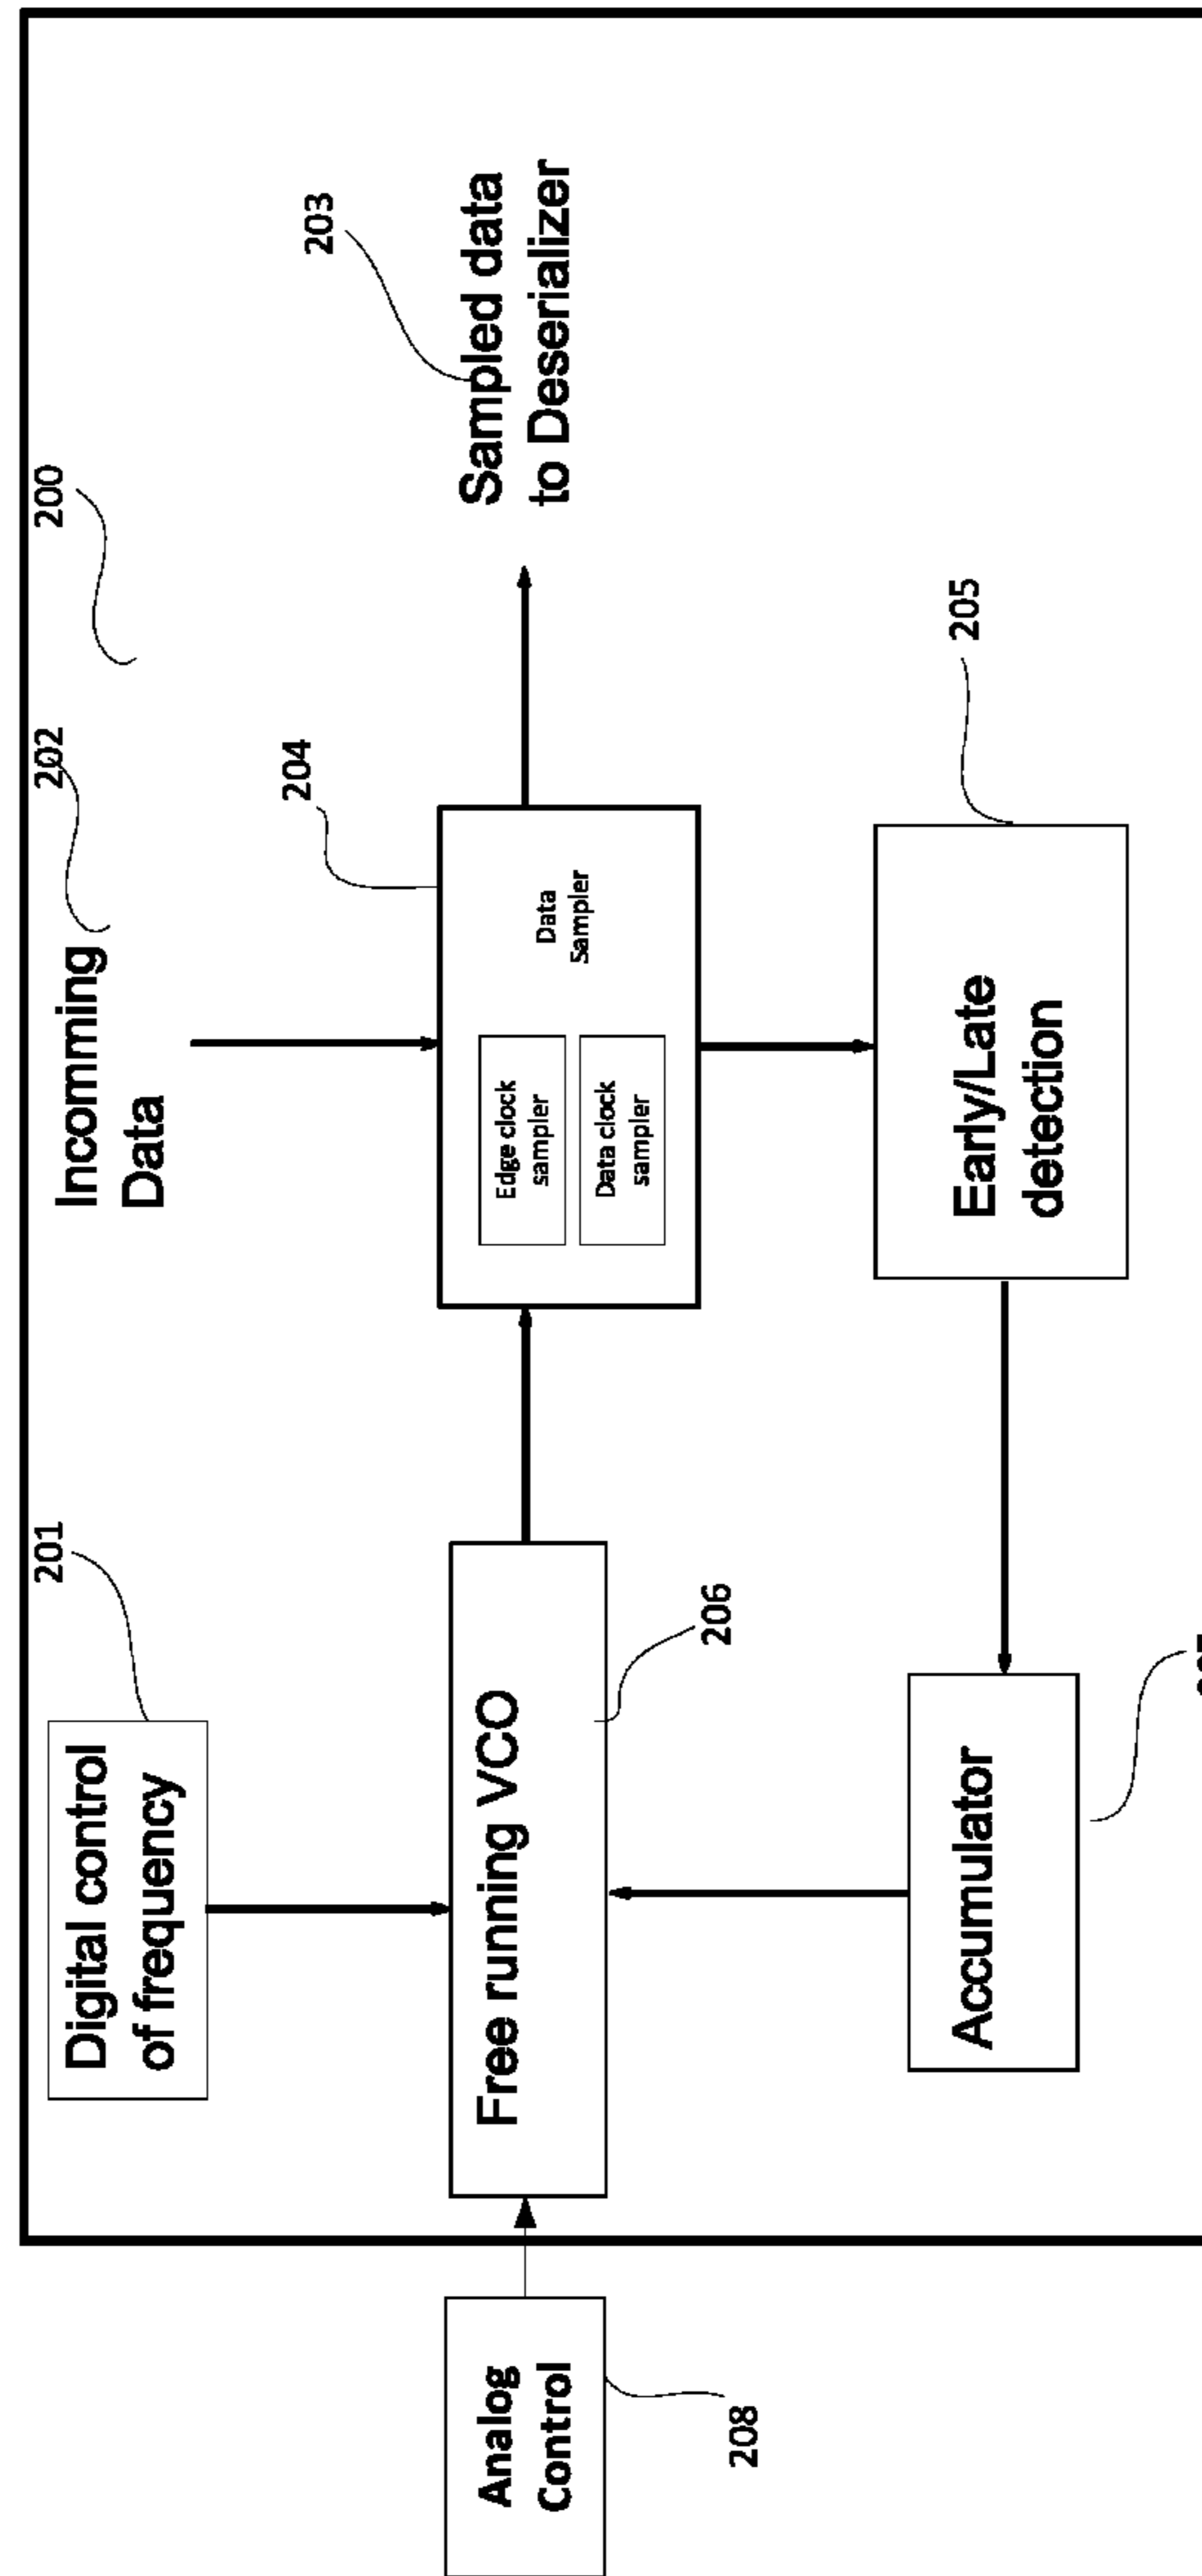 200
201
Digital control
of frequency
202
Incomming
Data
203
Sampled data
to Deserializer
204
Edge clock
sampler
Data clock
sampler
Data
Sampler
Analog
Control
208
Free running VCO
206
205
Early/Late
detection
Accumulator